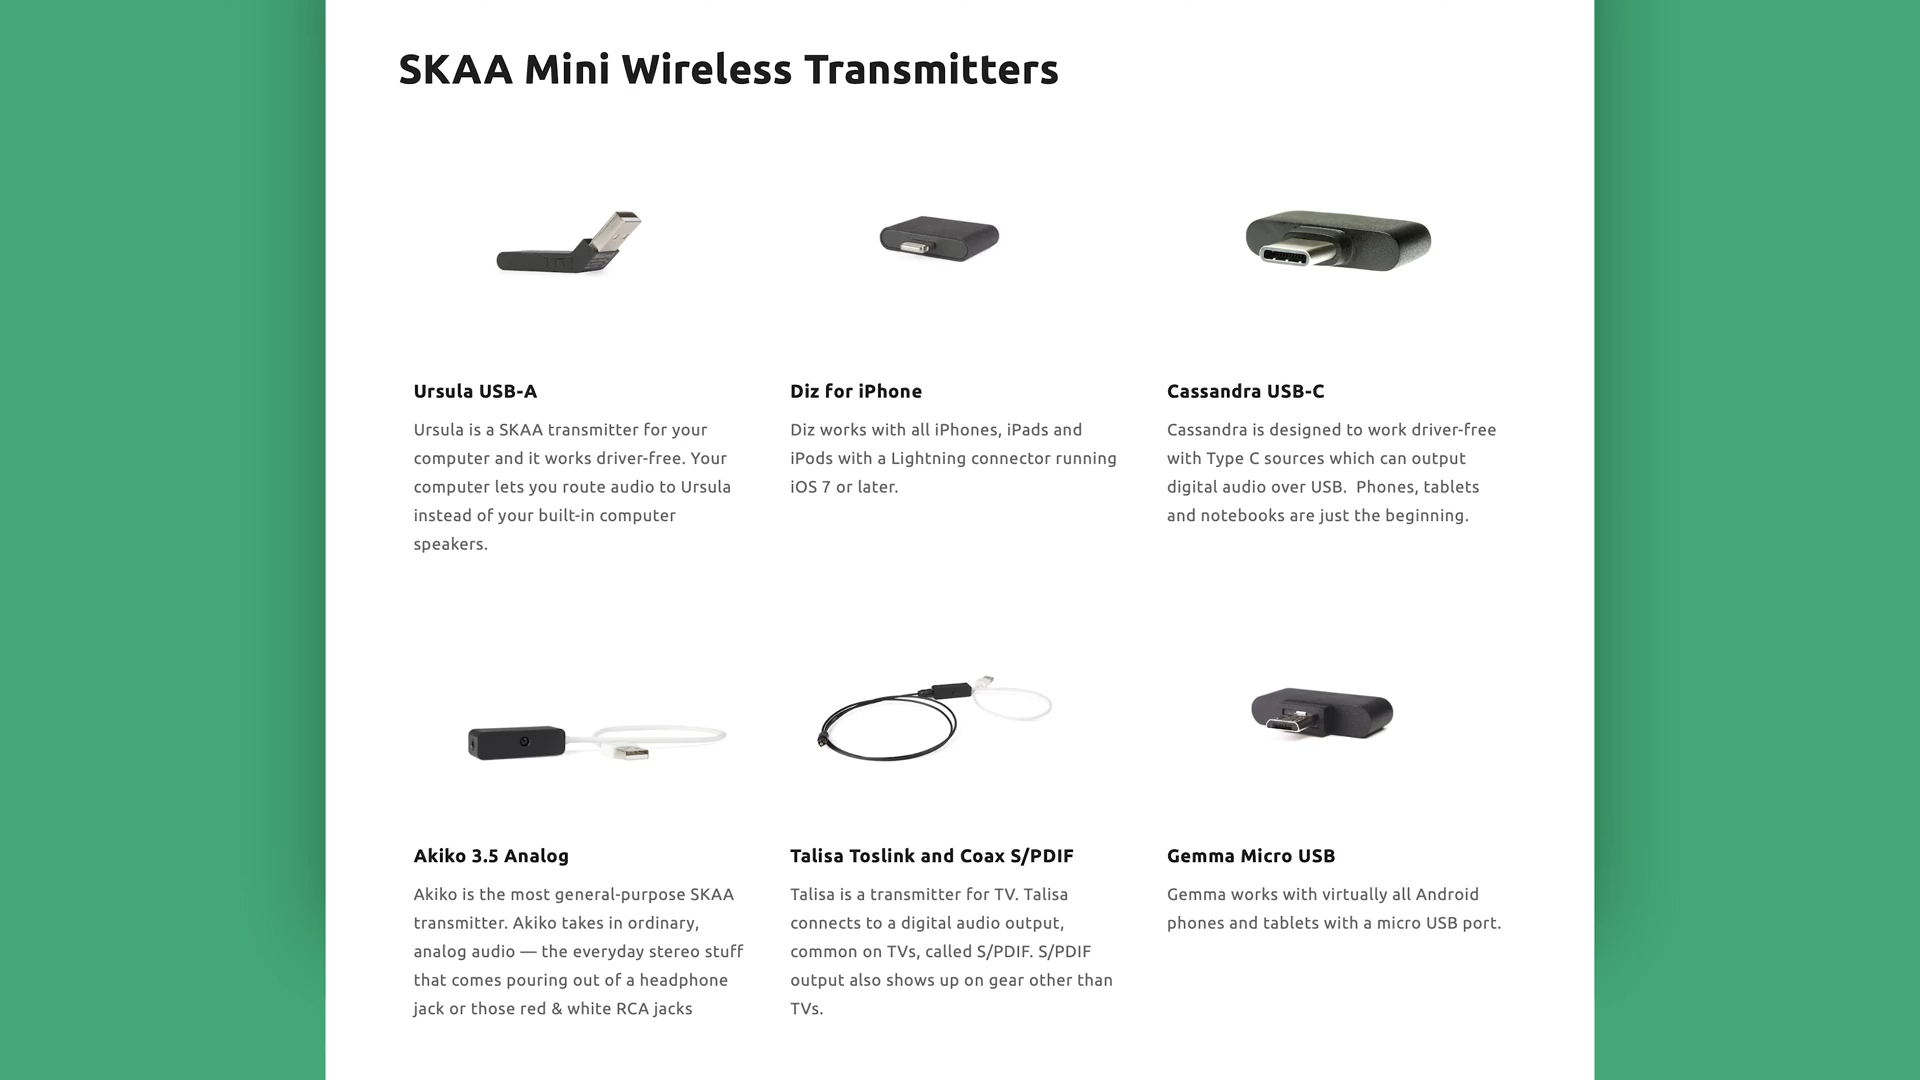 SKAA Mini Wireless Transmitters
Ursula USB-A
Ursula is a SKAA transmitter for your
computer and it works driver-free. Your
computer lets you route audio to Ursula
instead of your built-in computer
speakers.
Diz for iPhone
Diz works with all iPhones, iPads and
iPods with a Lightning connector running
iOS 7 or later.
Cassandra USB-C
Cassandra is designed to work driver-free
with Type C sources which can output
digital audio over USB.  Phones, tablets
and notebooks are just the beginning.
Akiko 3.5 Analog
Akiko is the most general-purpose SKAA
transmitter. Akiko takes in ordinary,
analog audio — the everyday stereo stuff
that comes pouring out of a headphone
jack or those red & white RCA jacks
Talisa Toslink and Coax S/PDIF
Talisa is a transmitter for TV. Talisa
connects to a digital audio output,
common on TVs, called S/PDIF. S/PDIF
output also shows up on gear other than
TVs.
Gemma Micro USB
Gemma works with virtually all Android
phones and tablets with a micro USB port.